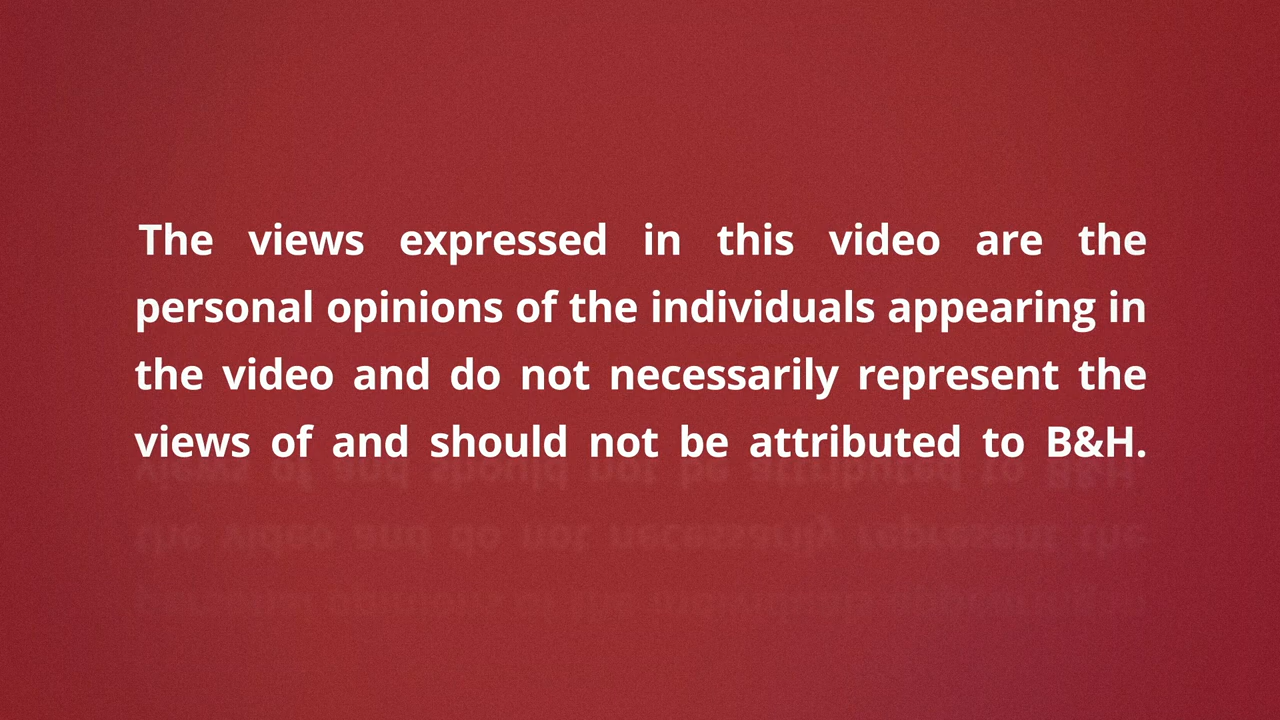 The views expressed in this video are the
personal opinions of the individuals appearing in
the video and do not necessarily represent the
views of and should not be attributed to B&H.